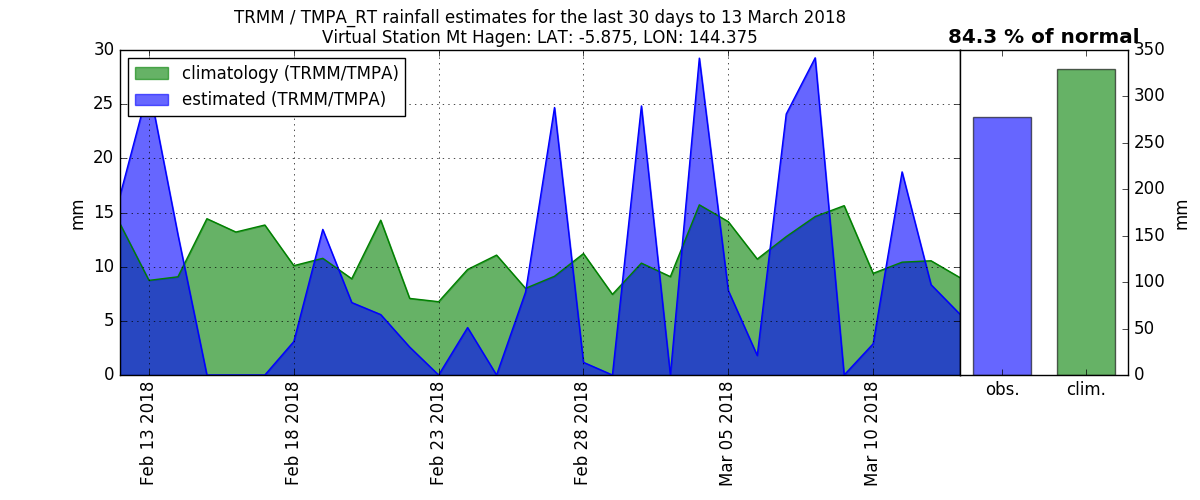 TRMM / TMPA_RT rainfall estimates for the last 30 days to 13 March 2018
Virtual Station Mt Hagen: LAT: -5.875, LON: 144.375
84.3 % of normal
climatology (TRMM/TMPA)
estimated (TRMM/TMPA)
mm
30
25
20
15
10
5
0
Feb 13 2018
Feb 18 2018
Feb 23 2018
Feb 28 2018
Mar 05 2018
Mar 10 2018
obs.
clim.
350
300
250
200
150
100
50
0
mm